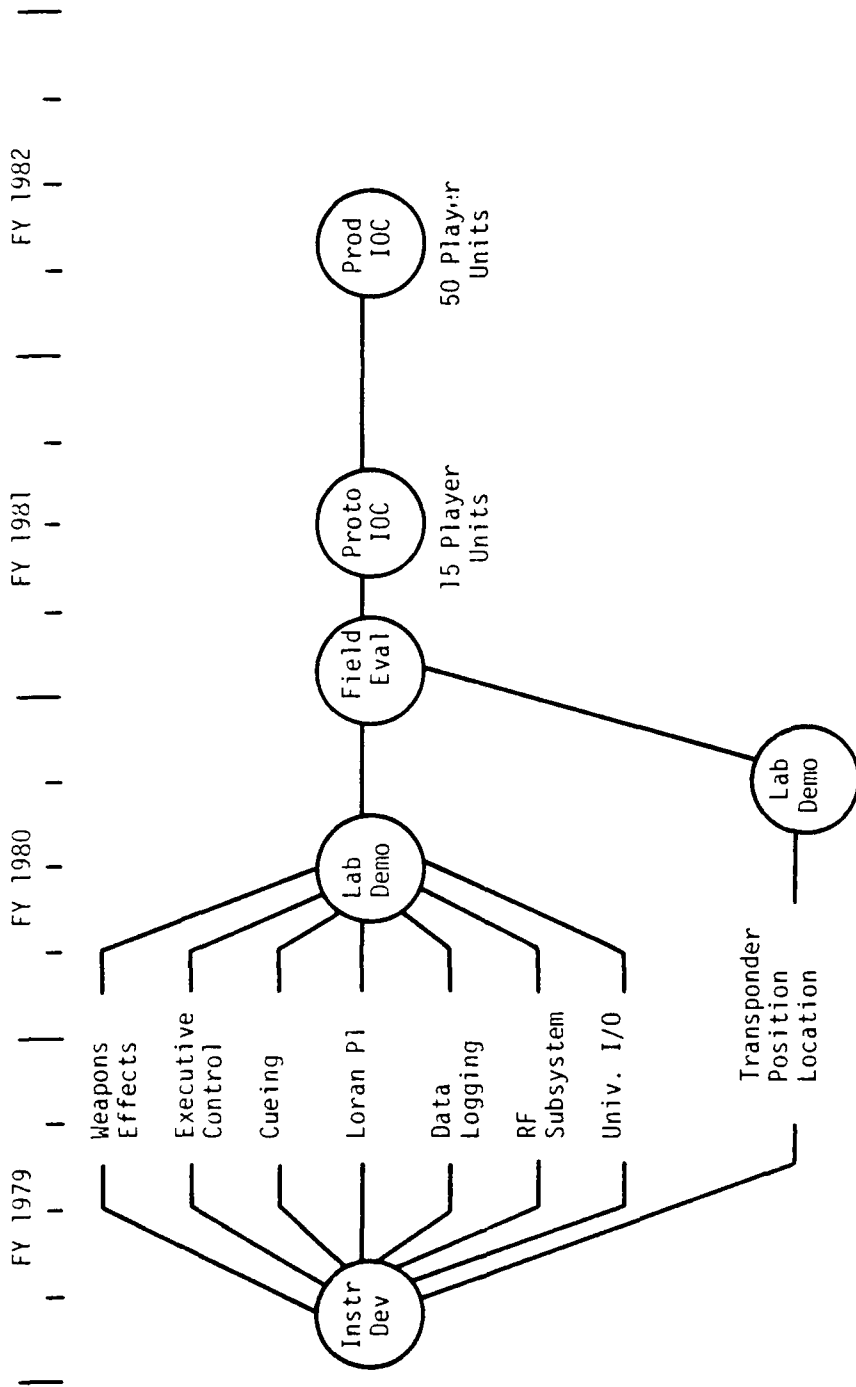 FY 1979
FY 1980
FY 1981
FY 1982
Weapons
Effects
Executive
Control
Cueing
Loran Pl
Data
Logging
RF
Subsystem
Univ. I/O
Transponder
Position
Location
Instr
Dev
Lab
Demo
Lab
Demo
Field
Eval
Proto
IOC
15 Player
Units
Prod
IOC
50 Player
Units